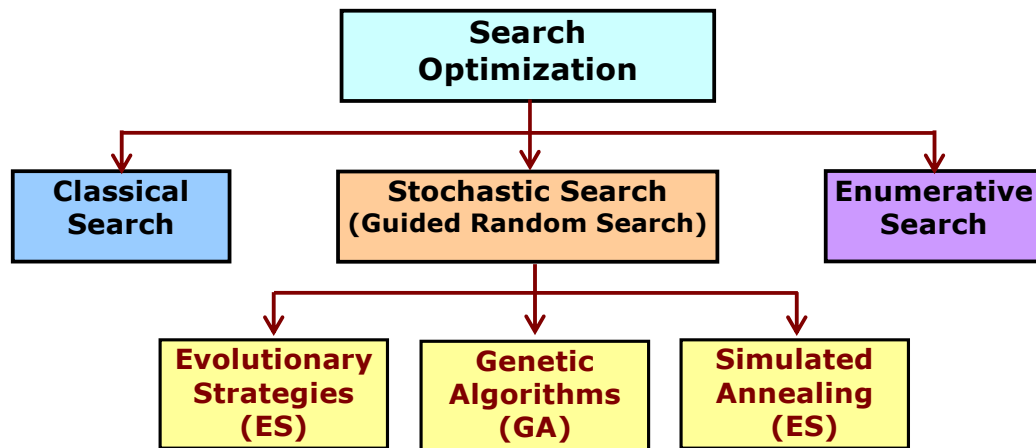 Search
Optimization
Classical
Search
Stochastic Search
(Guided Random Search)
Enumerative
Search
Evolutionary
Strategies
(ES)
Genetic
Algorithms
(GA)
Simulated
Annealing
(ES)